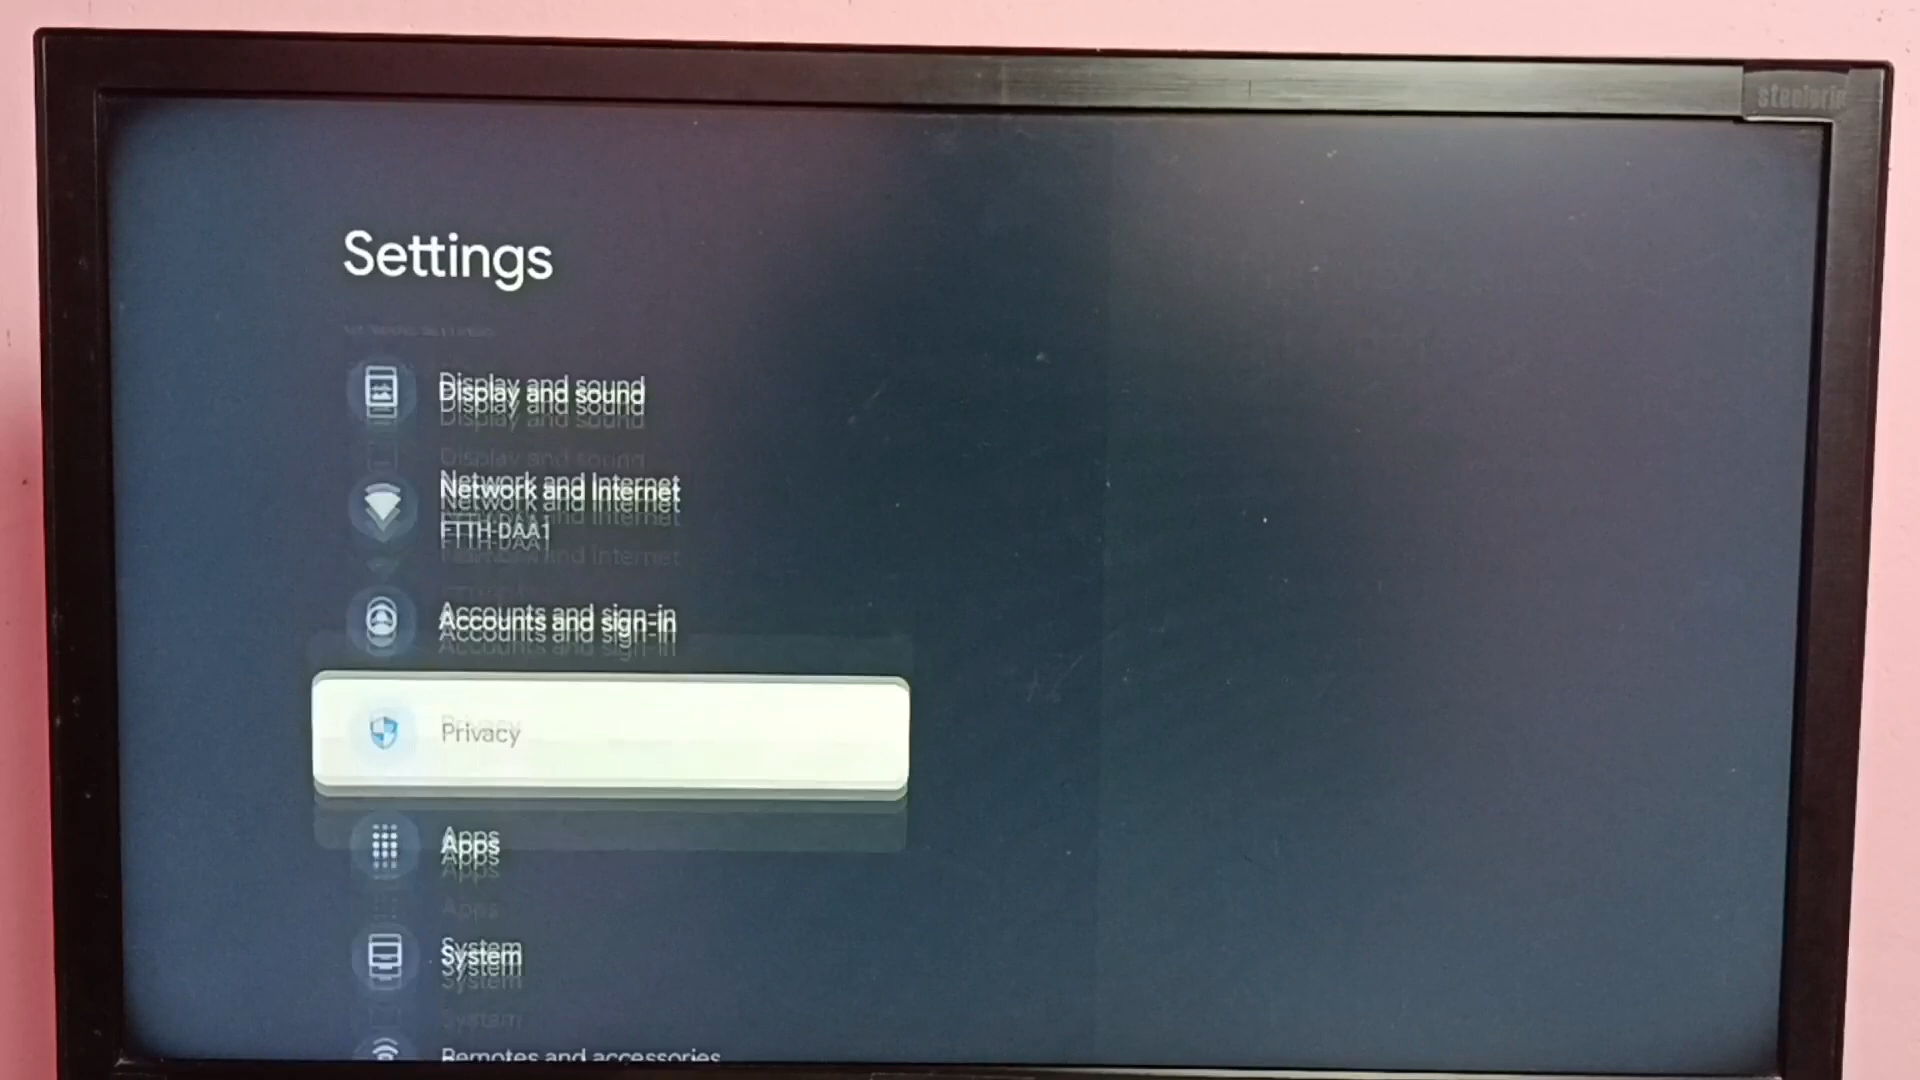 Settings
Display and sound
Network and Internet
FTTH-DAA1
Accounts and sign-in
Privacy
Apps
System
Remotes and accessories